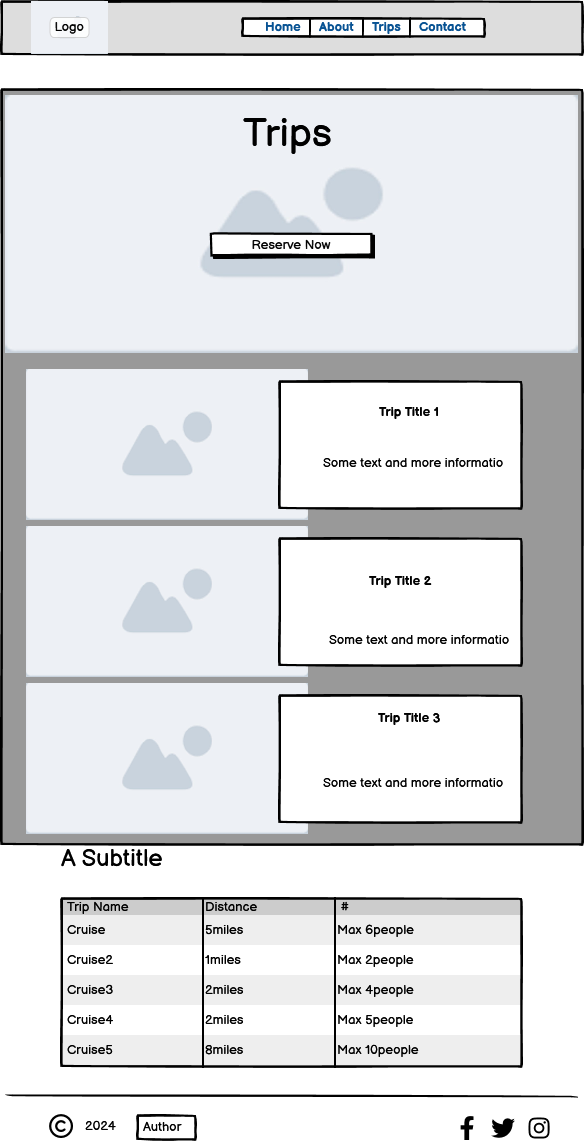 Logo
Home About Trips Contact
Trips
Reserve Now
Trip Title 1
Some text and more informatio
Trip Title 2
Some text and more informatio
Trip Title 3
Some text and more informatio
A Subtitle
Trip Name Distance #
Cruise 5miles Max 6people
Cruise2 1miles Max 2people
Cruise3 2miles Max 4people
Cruise4 2miles Max 5people
Cruise5 8miles Max 10people
© 2024 Author